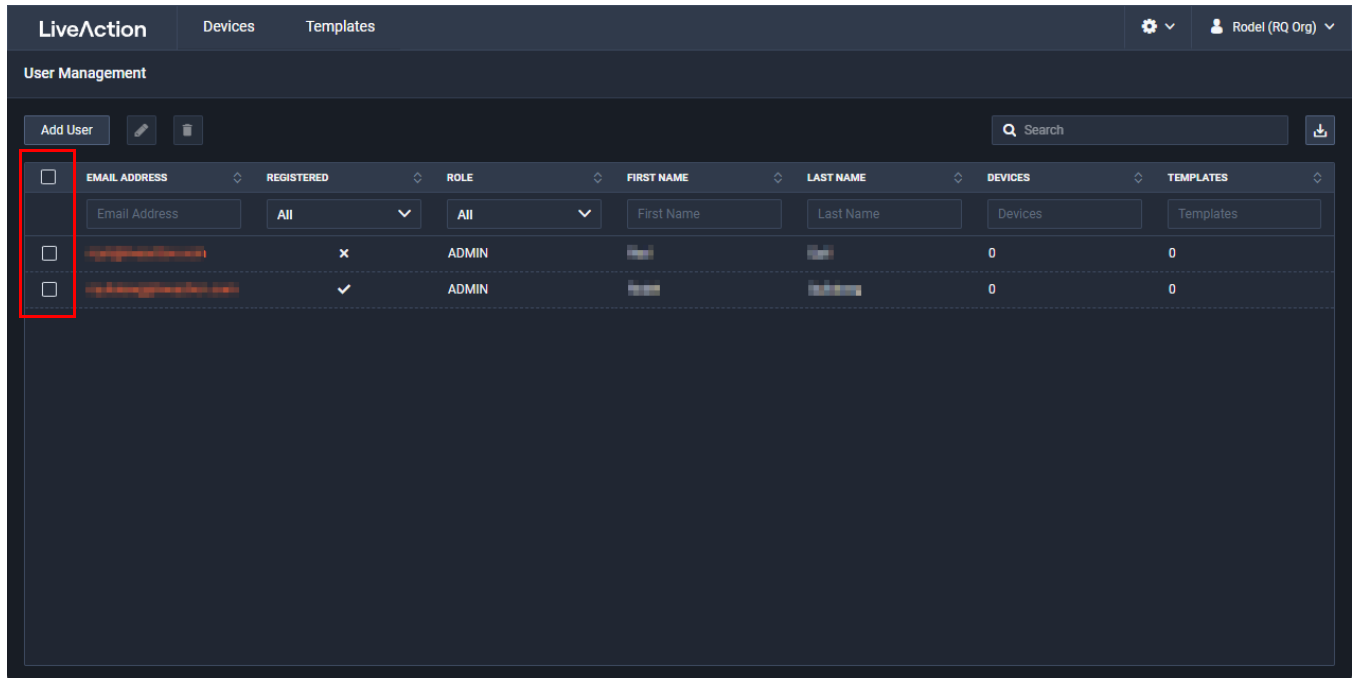 LiveAction Devices Templates Rodel (RQ Org)
User Management
Add User Search
EMAIL ADDRESS REGISTERED ROLE FIRST NAME LAST NAME DEVICES TEMPLATES
Email Address All All First Name Last Name Devices Templates
ADMIN 0 0
ADMIN 0 0